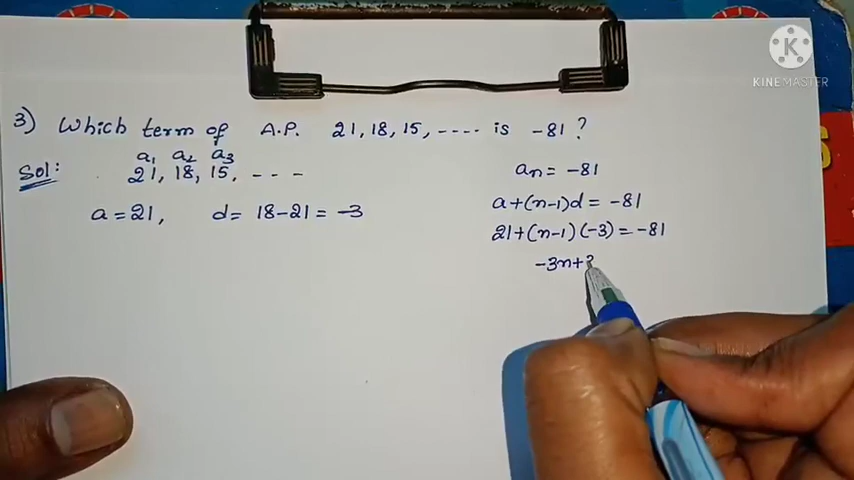 KINEMASTER
3) Which term of A.P. 21, 18, 15, ---- is -81?
a1 a2 a3
Sol: 21, 18, 15, ---
a = 21, d = 18-21 = -3
an = -81
a+(n-1)d = -81
21+(n-1)(-3) = -81
-3n+3